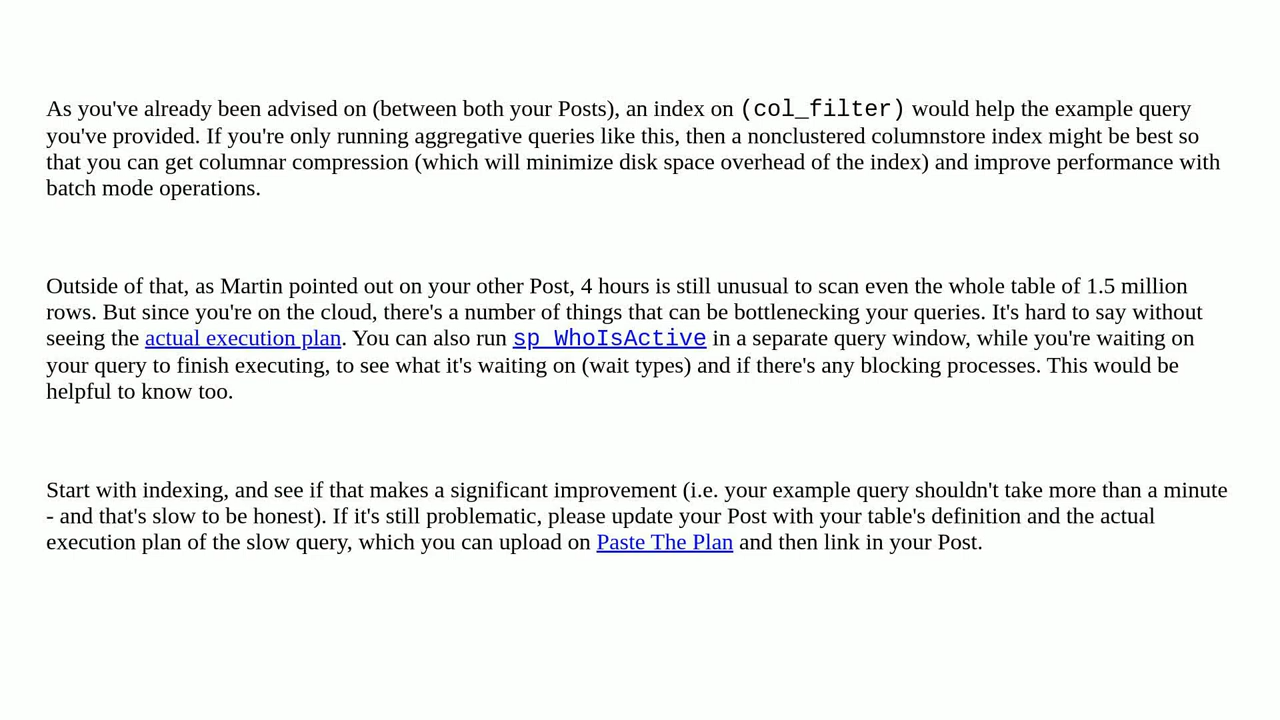 As you've already been advised on (between both your Posts), an index on (col_filter) would help the example query
you've provided. If you're only running aggregative queries like this, then a nonclustered columnstore index might be best so
that you can get columnar compression (which will minimize disk space overhead of the index) and improve performance with
batch mode operations.
Outside of that, as Martin pointed out on your other Post, 4 hours is still unusual to scan even the whole table of 1.5 million
rows. But since you're on the cloud, there's a number of things that can be bottlenecking your queries. It's hard to say without
seeing the actual execution plan. You can also run sp_WhoIsActive in a separate query window, while you're waiting on
your query to finish executing, to see what it's waiting on (wait types) and if there's any blocking processes. This would be
helpful to know too.
Start with indexing, and see if that makes a significant improvement (i.e. your example query shouldn't take more than a minute
- and that's slow to be honest). If it's still problematic, please update your Post with your table's definition and the actual
execution plan of the slow query, which you can upload on Paste The Plan and then link in your Post.